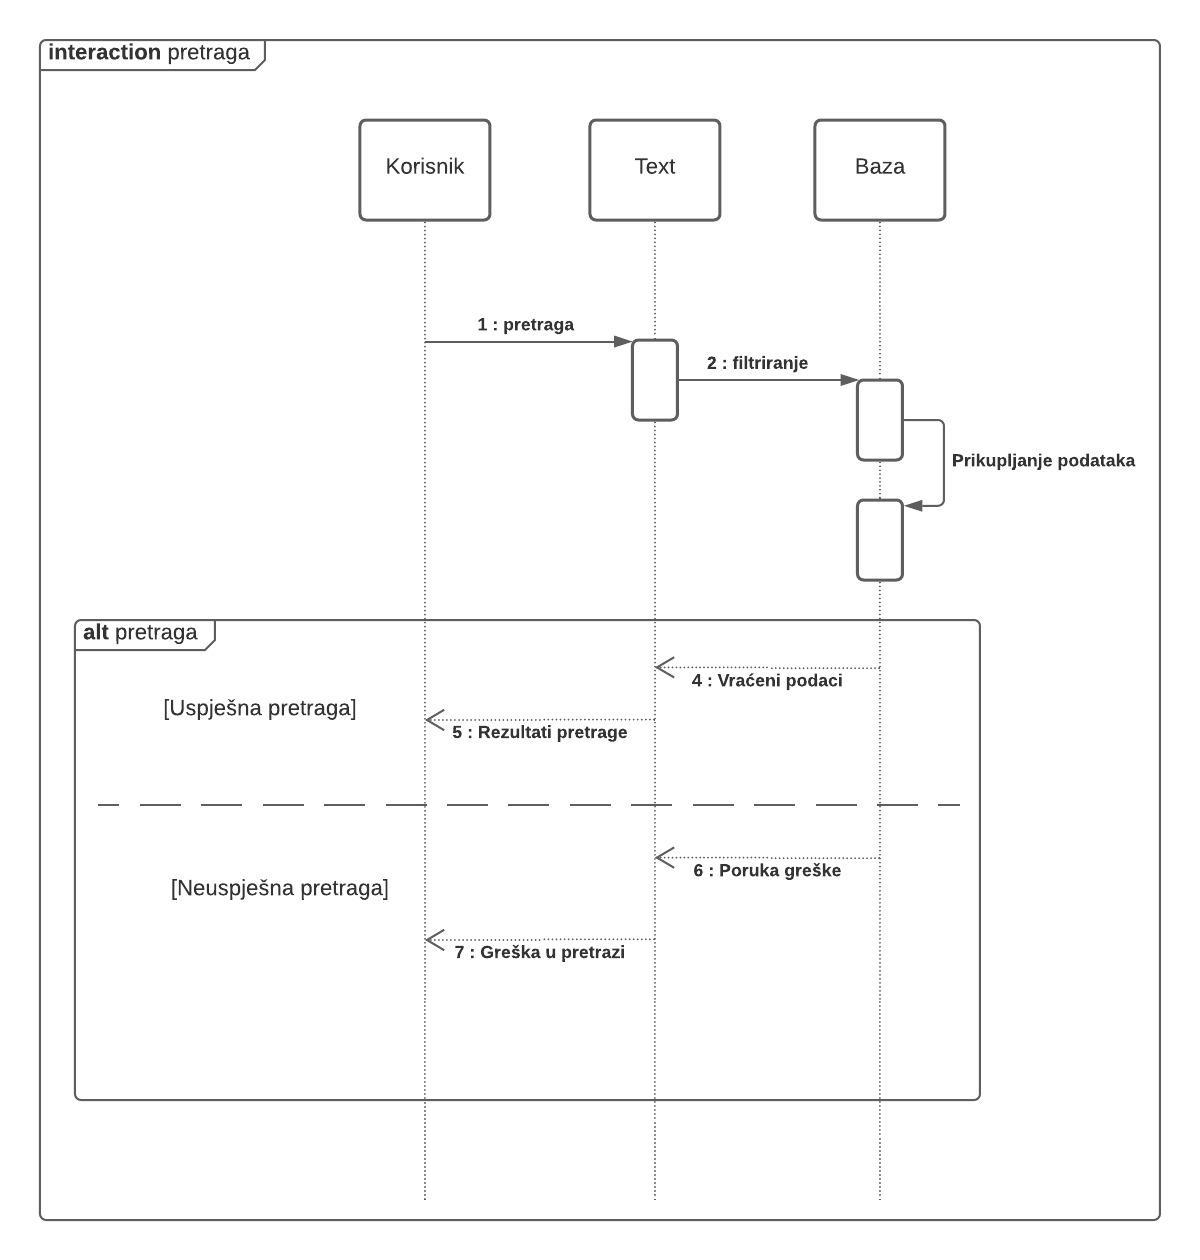 interaction pretraga
Korisnik
Text
Baza
1 : pretraga
2 : filtriranje
Prikupljanje podataka
alt pretraga
4 : Vraćeni podaci
[Uspješna pretraga]
5 : Rezultati pretrage
6 : Poruka greške
[Neuspješna pretraga]
7 : Greška u pretrazi